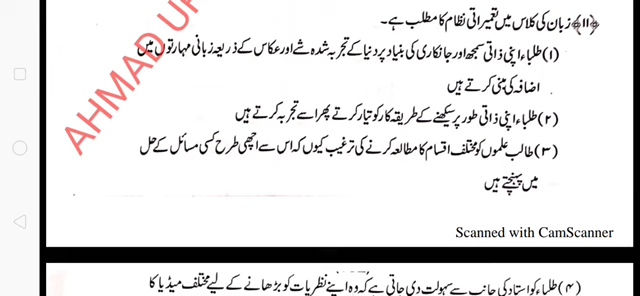 ﴿۱۱﴾ زبان کی کلاس میں تعمیراتی نظام کا مطلب ہے۔
(۱) طلباء اپنی ذاتی سمجھ اور جانکاری کی بنیاد پر دنیا کے تجربہ شدہ شے اور عکاس کے ذریعہ زبانی مہارتوں میں
اضافہ کی مبنی کرتے ہیں
(۲) طلباء اپنی ذاتی طور پر سیکھنے کے طریقہ کار کو تیار کرتے پھر اسے تجربہ کرتے ہیں
(۳) طالب علموں کو مختلف اقسام کا مطالعہ کرنے کی ترغیب کیوں کہ اس سے اچھی طرح کسی مسائل کے حل
میں پہنچتے ہیں
AHMAD UR
Scanned with CamScanner
(۴) طلباء کو استاد کی جانب سے سہولت دی جاتی ہے کہ وہ اپنے نظریات کو بڑھانے کے لیے مختلف میڈیا کا